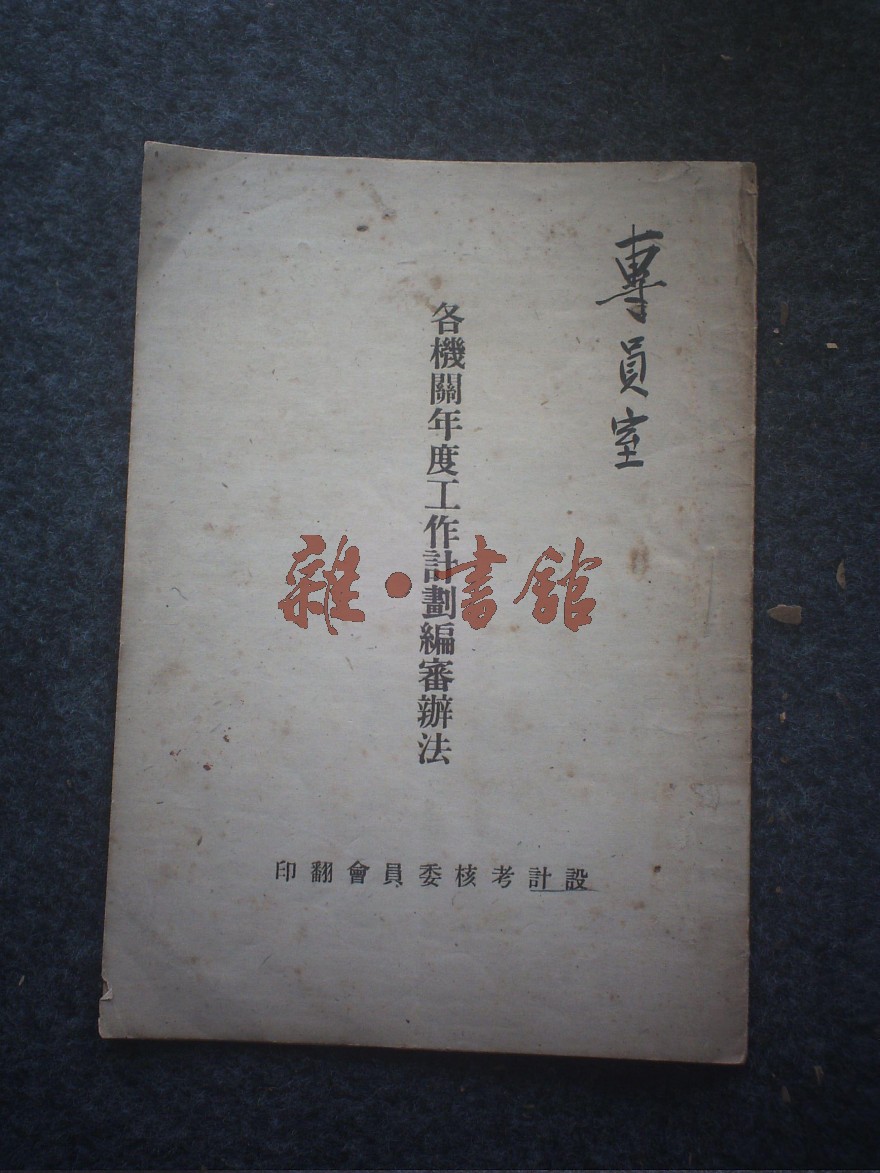 專員室
各機關年度工作計劃編審辦法
雜·書館
設計考核委員會翻印